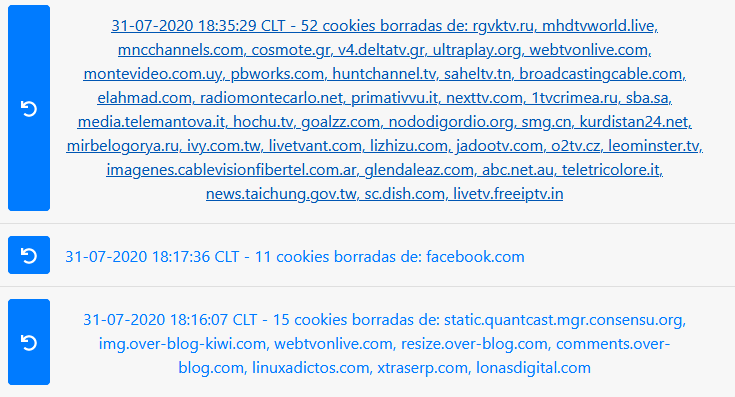 31-07-2020 18:35:29 CLT - 52 cookies borradas de: rgvktv.ru, mhdtvworld.live,
mncchannels.com, cosmote.gr, v4.deltatv.gr, ultraplay.org, webtvonlive.com,
montevideo.com.uy, pbworks.com, huntchannel.tv, saheltv.tn, broadcastingcable.com,
elahmad.com, radiomontecarlo.net, primativvu.it, nexttv.com, 1tvcrimea.ru, sba.sa,
media.telemantova.it, hochu.tv, goalzz.com, nododigordio.org, smg.cn, kurdistan24.net,
mirbelogorya.ru, ivy.com.tw, livetvant.com, lizhizu.com, jadootv.com, o2tv.cz, leominster.tv,
imagenes.cablevisionfibertel.com.ar, glendaleaz.com, abc.net.au, teletricolore.it,
news.taichung.gov.tw, sc.dish.com, livetv.freeiptv.in
31-07-2020 18:17:36 CLT - 11 cookies borradas de: facebook.com
31-07-2020 18:16:07 CLT - 15 cookies borradas de: static.quantcast.mgr.consensu.org,
img.over-blog-kiwi.com, webtvonlive.com, resize.over-blog.com, comments.over-
blog.com, linuxadictos.com, xtraserp.com, lonasdigital.com